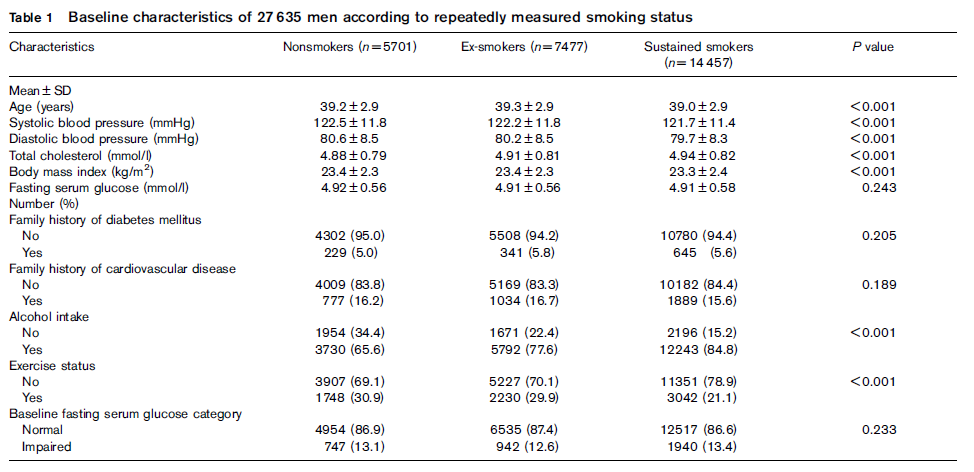 Table 1 Baseline characteristics of 27 635 men according to repeatedly measured smoking status
Characteristics Nonsmokers (n=5701) Ex-smokers (n=7477) Sustained smokers (n=14 457) P value
Mean±SD
Age (years) 39.2±2.9 39.3±2.9 39.0±2.9 <0.001
Systolic blood pressure (mmHg) 122.5±11.8 122.2±11.8 121.7±11.4 <0.001
Diastolic blood pressure (mmHg) 80.6±8.5 80.2±8.5 79.7±8.3 <0.001
Total cholesterol (mmol/l) 4.88±0.79 4.91±0.81 4.94±0.82 <0.001
Body mass index (kg/m²) 23.4±2.3 23.4±2.3 23.3±2.4 <0.001
Fasting serum glucose (mmol/l) 4.92±0.56 4.91±0.56 4.91±0.58 0.243
Number (%)
Family history of diabetes mellitus
No 4302 (95.0) 5508 (94.2) 10780 (94.4) 0.205
Yes 229 (5.0) 341 (5.8) 645 (5.6)
Family history of cardiovascular disease
No 4009 (83.8) 5169 (83.3) 10182 (84.4) 0.189
Yes 777 (16.2) 1034 (16.7) 1889 (15.6)
Alcohol intake
No 1954 (34.4) 1671 (22.4) 2196 (15.2) <0.001
Yes 3730 (65.6) 5792 (77.6) 12243 (84.8)
Exercise status
No 3907 (69.1) 5227 (70.1) 11351 (78.9) <0.001
Yes 1748 (30.9) 2230 (29.9) 3042 (21.1)
Baseline fasting serum glucose category
Normal 4954 (86.9) 6535 (87.4) 12517 (86.6) 0.233
Impaired 747 (13.1) 942 (12.6) 1940 (13.4)